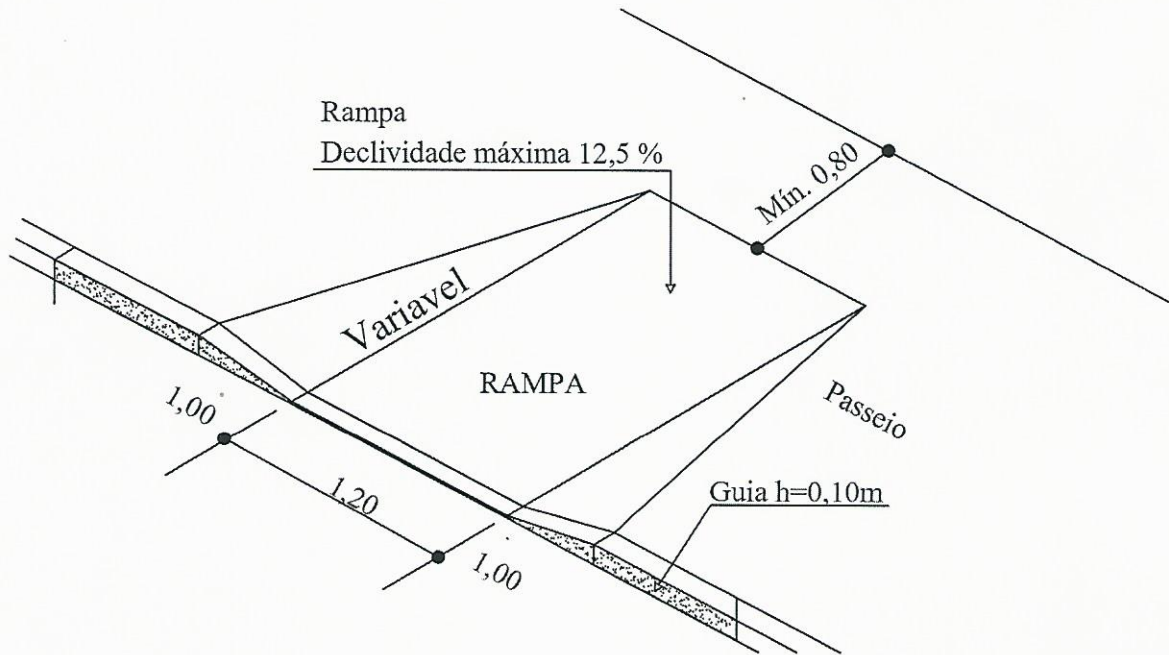 Rampa
Declividade máxima 12,5 %
Mín. 0,80
Variavel
RAMPA
Passeio
1,00
1,20
1,00
Guia h=0,10m